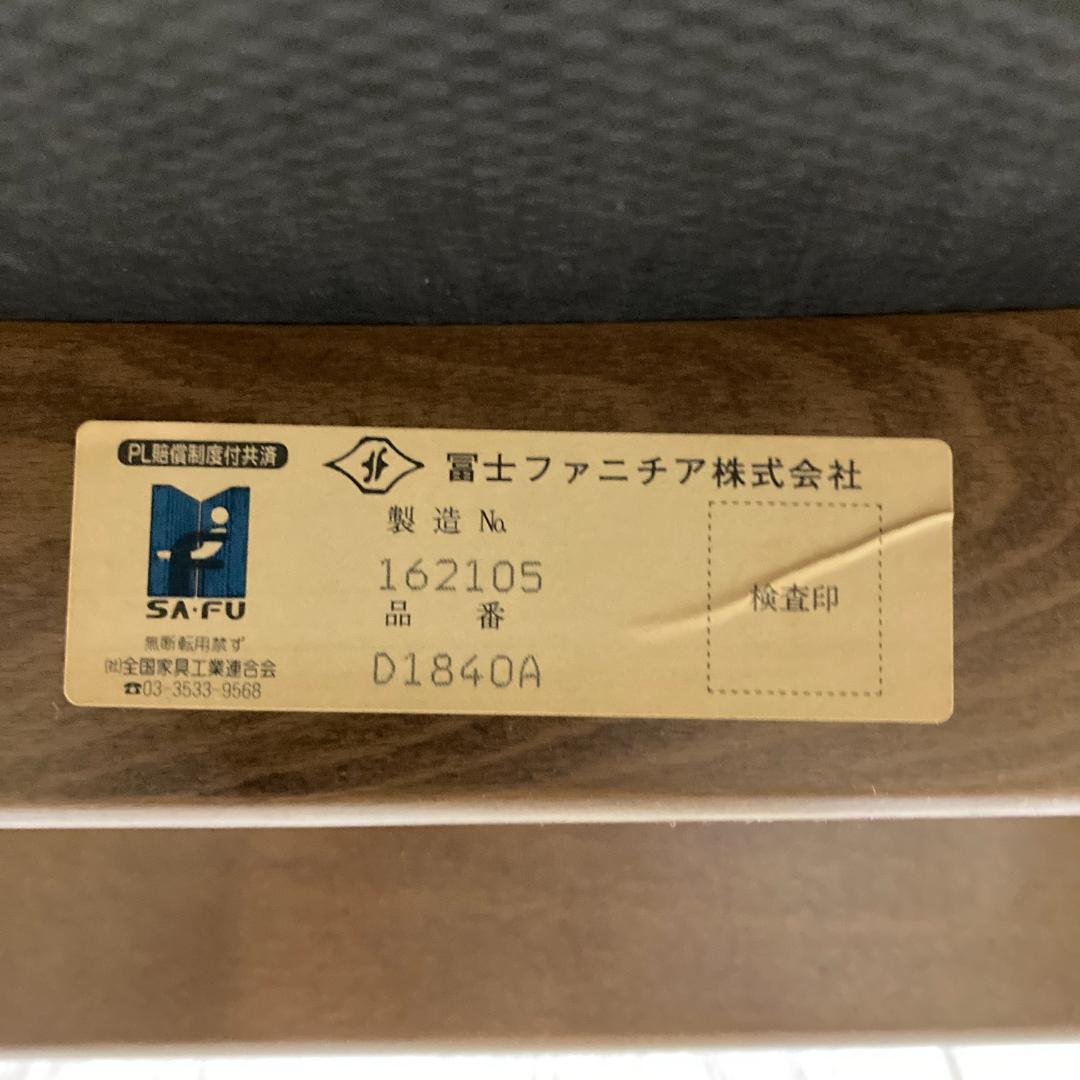 PL賠償制度付共済
SA・FU
無断転用禁ず
㈳全国家具工業連合会
☎03-3533-9568
冨士ファニチア株式会社
製造 №
162105
品番
D1840A
検査印